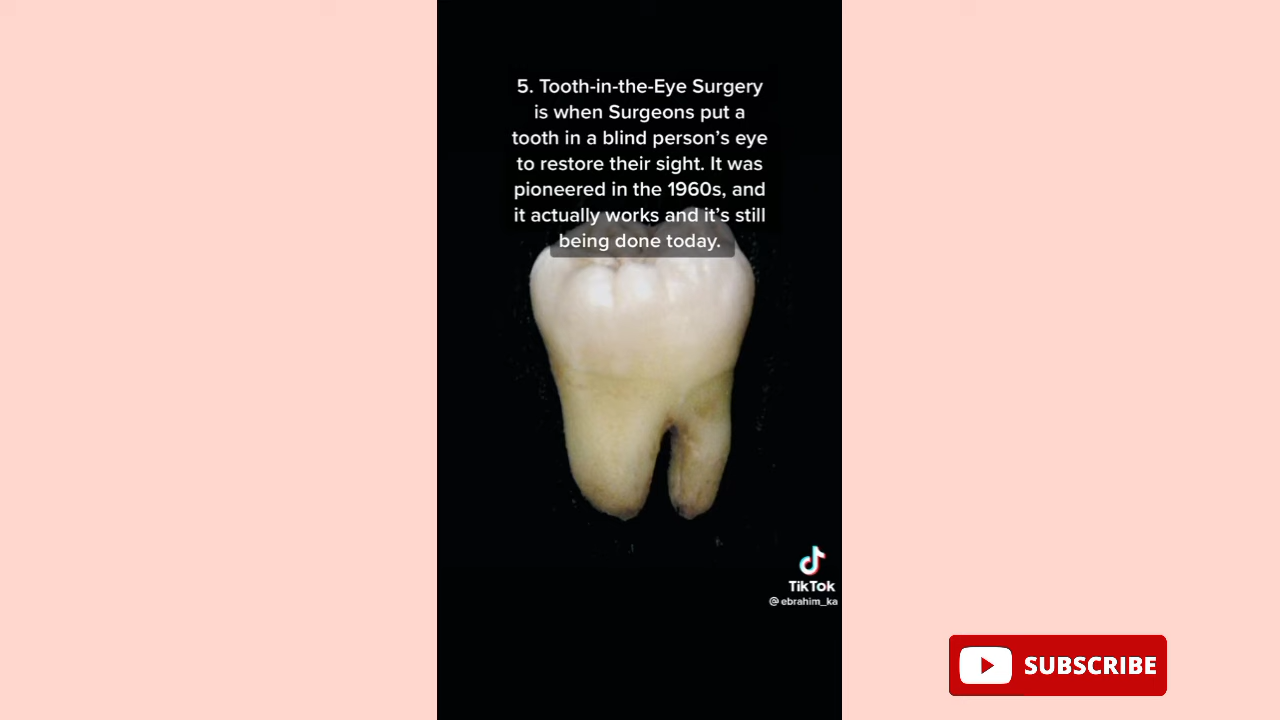 5. Tooth-in-the-Eye Surgery
is when Surgeons put a
tooth in a blind person's eye
to restore their sight. It was
pioneered in the 1960s, and
it actually works and it's still
being done today.
TikTok
@ebrahim_ka
SUBSCRIBE